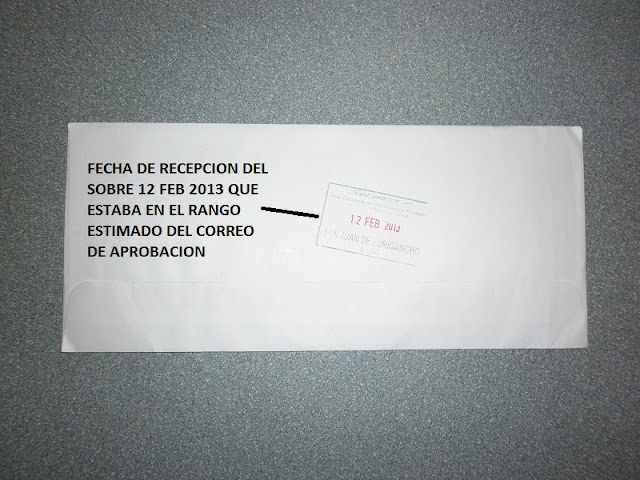 FECHA DE RECEPCION DEL
SOBRE 12 FEB 2013 QUE
ESTABA EN EL RANGO
ESTIMADO DEL CORREO
DE APROBACION
12 FEB 2013
SAN JUAN DE LURIGANCHO